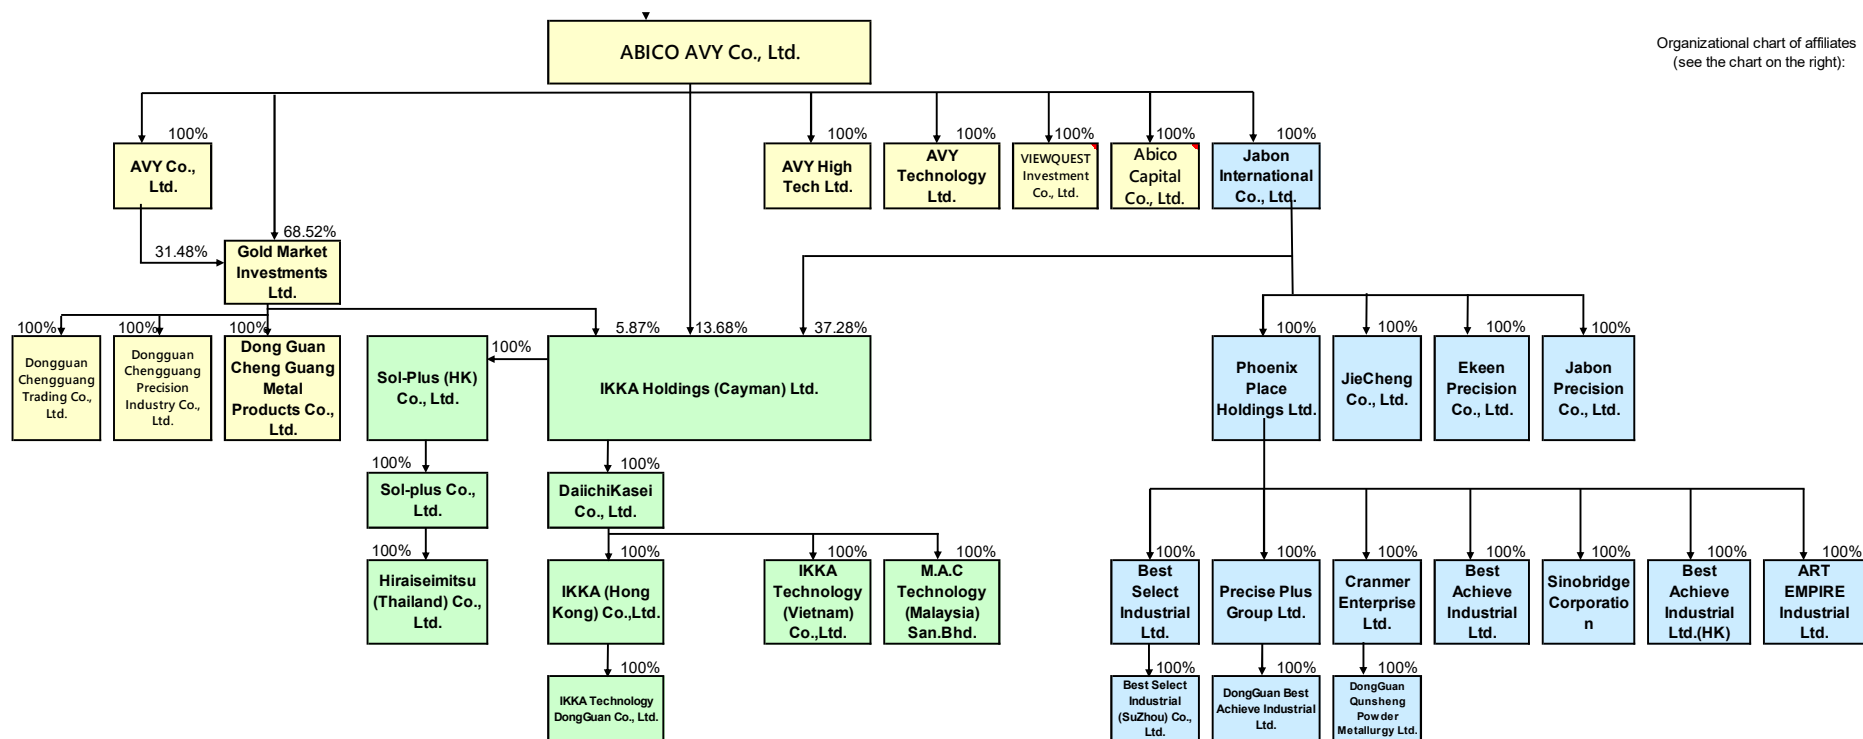 ABICO AVY Co., Ltd.
Organizational chart of affiliates
(see the chart on the right):
100%
100%
100%
100%
100%
100%
AVY Co.,
Ltd.
AVY High
Tech Ltd.
AVY
Technology
Ltd.
VIEWQUEST
Investment
Co., Ltd.
Abico
Capital
Co., Ltd.
Jabon
International
Co., Ltd.
31.48%
68.52%
Gold Market
Investments
Ltd.
100%
100%
100%
5.87%
13.68%
37.28%
100%
100%
100%
100%
100%
Dongguan
Chengguang
Trading Co.,
Ltd.
Dongguan
Chengguang
Precision
Industry Co.,
Ltd.
Dong Guan
Cheng Guang
Metal
Products Co.,
Ltd.
Sol-Plus (HK)
Co., Ltd.
IKKA Holdings (Cayman) Ltd.
Phoenix
Place
Holdings Ltd.
JieCheng
Co., Ltd.
Ekeen
Precision
Co., Ltd.
Jabon
Precision
Co., Ltd.
100%
100%
Sol-plus Co.,
Ltd.
DaiichiKasei
Co., Ltd.
100%
100%
100%
100%
100%
100%
100%
100%
100%
100%
100%
Hiraiseimitsu
(Thailand) Co.,
Ltd.
IKKA (Hong
Kong) Co.,Ltd.
IKKA
Technology
(Vietnam)
Co.,Ltd.
M.A.C
Technology
(Malaysia)
San.Bhd.
Best
Select
Industrial
Ltd.
Precise Plus
Group Ltd.
Cranmer
Enterprise
Ltd.
Best
Achieve
Industrial
Ltd.
Sinobridge
Corporatio
n
Best
Achieve
Industrial
Ltd.(HK)
ART
EMPIRE
Industrial
Ltd.
100%
100%
100%
100%
IKKA Technology
DongGuan Co., Ltd.
Best Select
Industrial
(SuZhou) Co.,
Ltd.
DongGuan Best
Achieve Industrial
Ltd.
DongGuan
Qunsheng
Powder
Metallurgy Ltd.